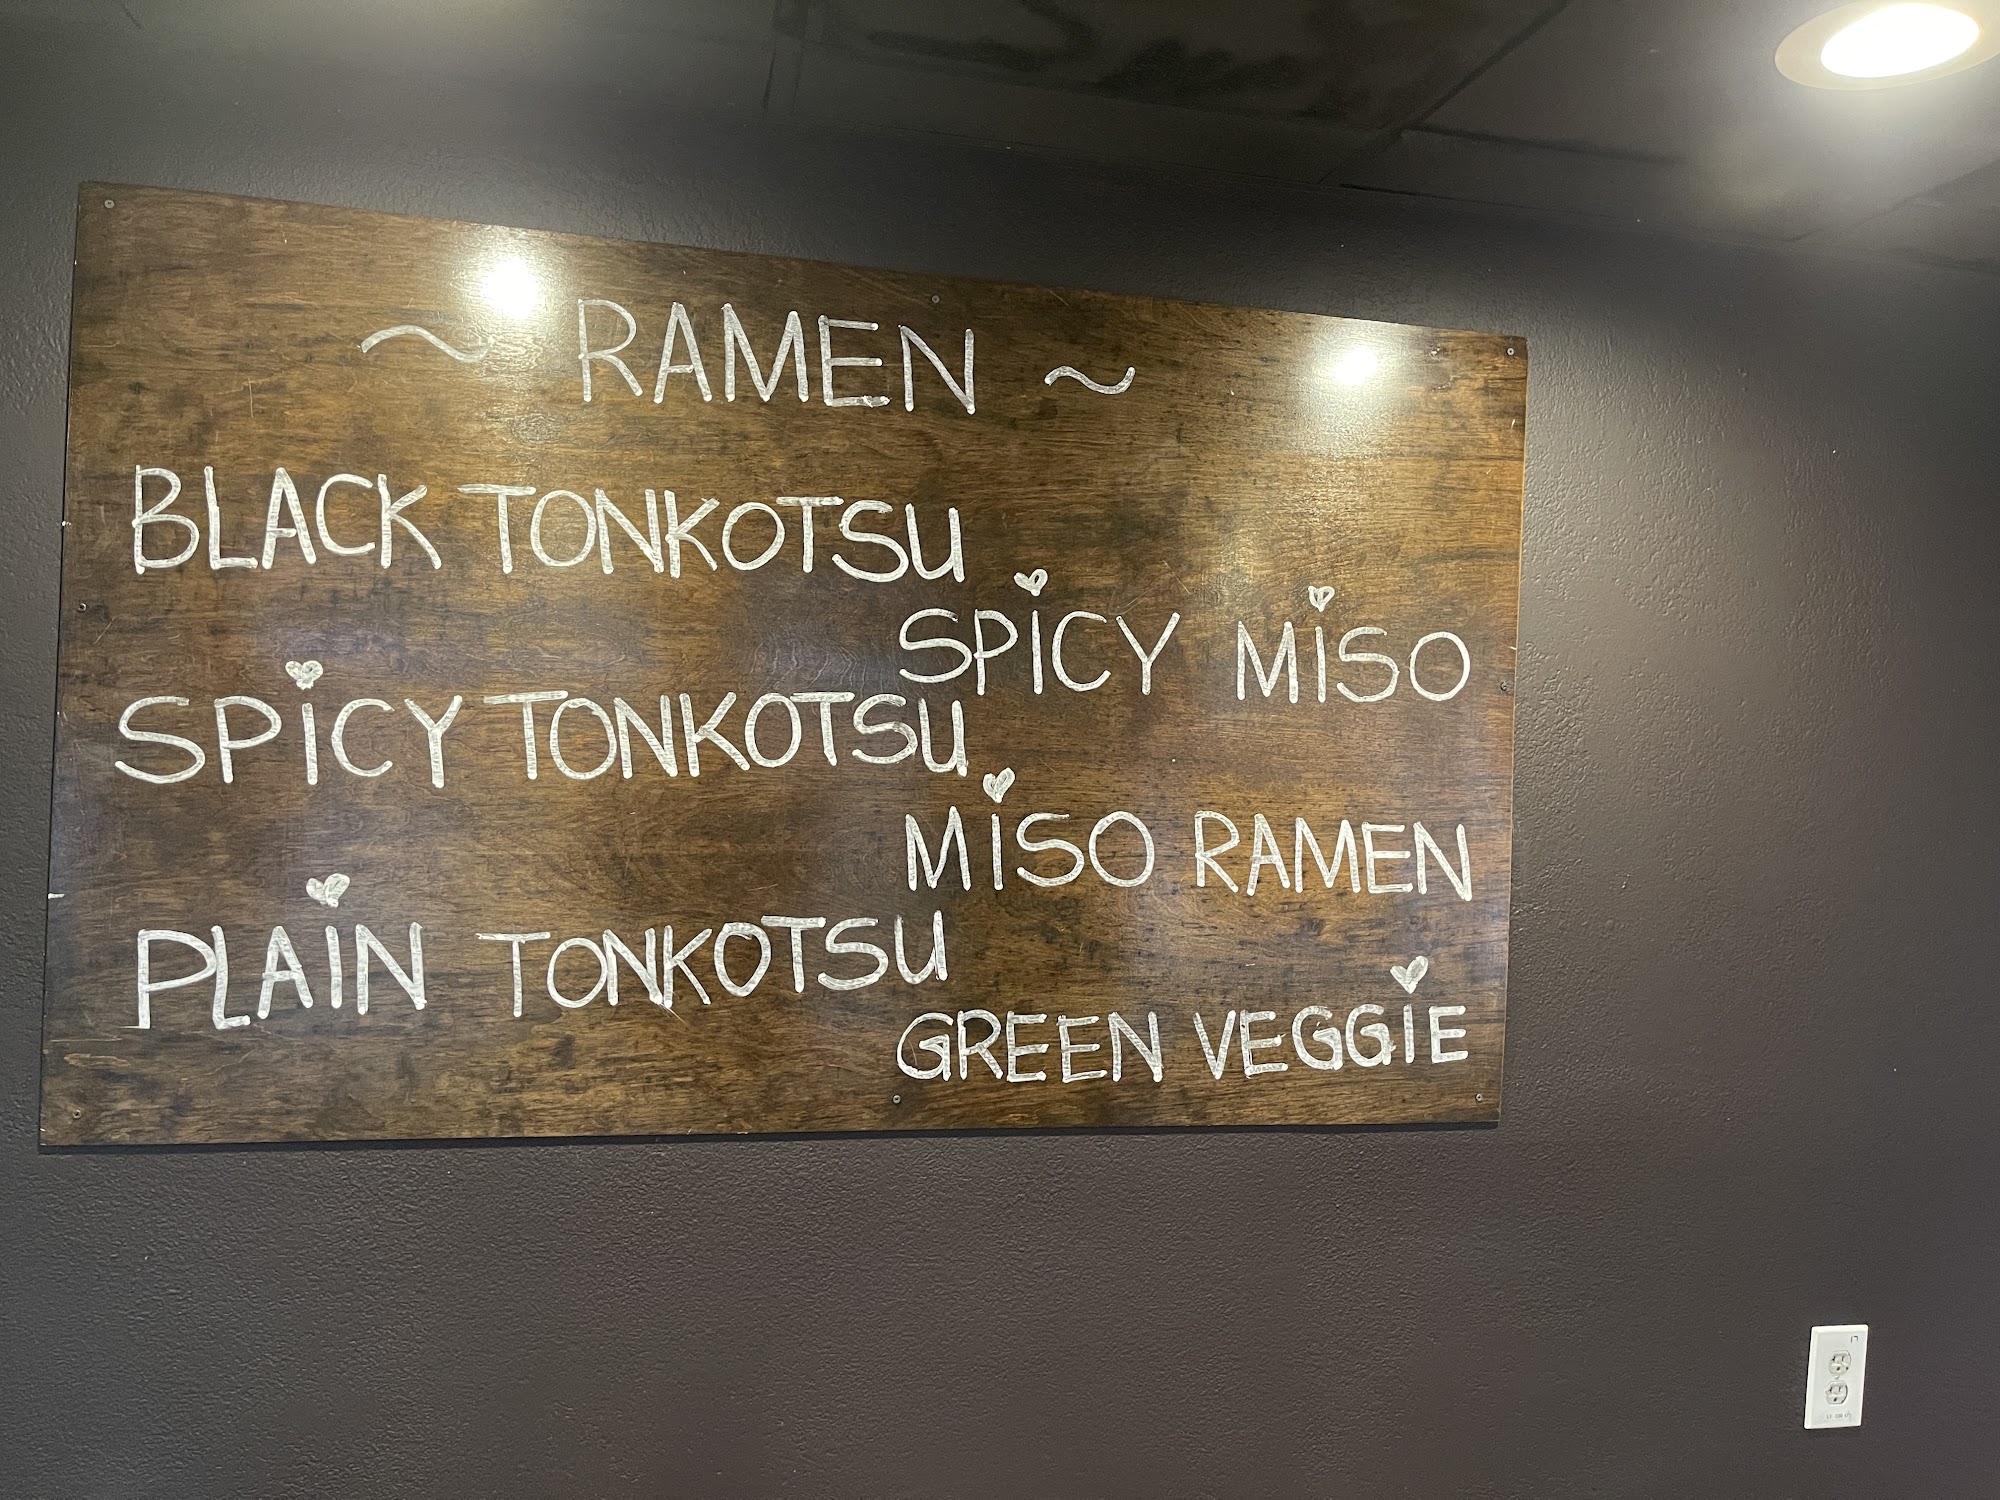 ~ RAMEN ~
BLACK TONKOTSU
SPICY MISO
SPICY TONKOTSU
MISO RAMEN
PLAIN TONKOTSU
GREEN VEGGIE